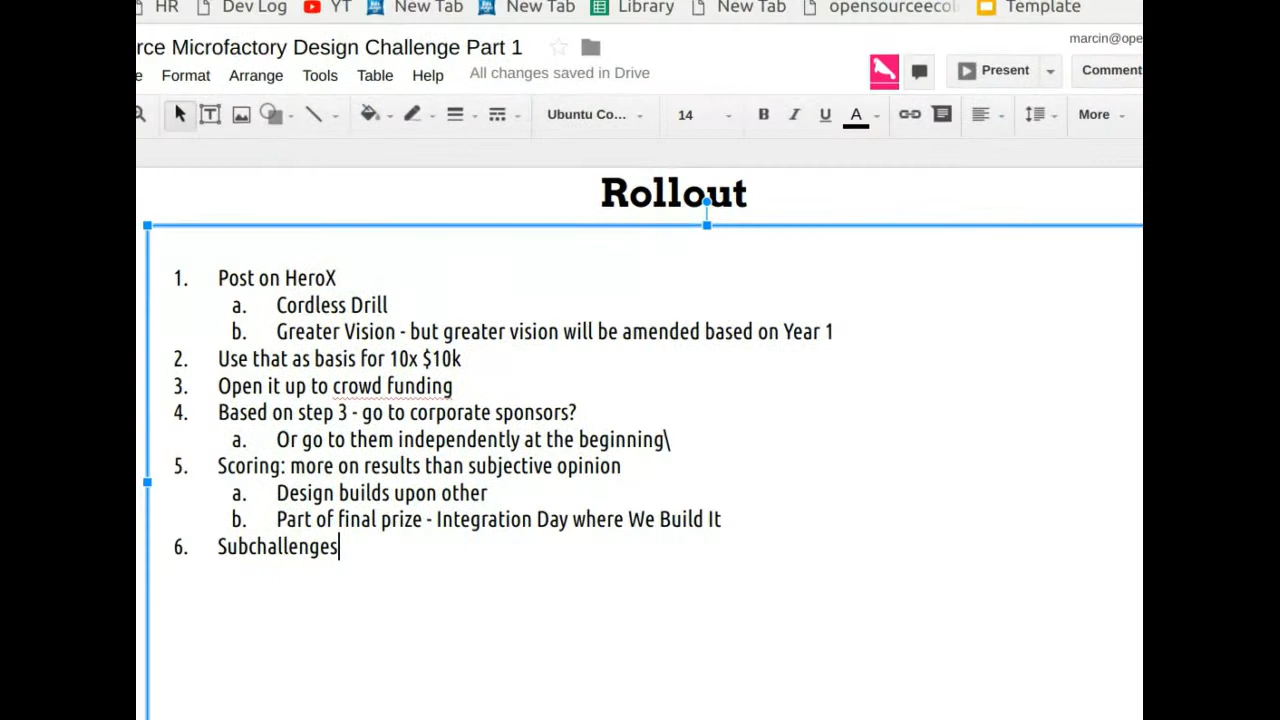 HR Dev Log YT New Tab New Tab Library New Tab opensourceecol Template
rce Microfactory Design Challenge Part 1
marcin@ope
e Format Arrange Tools Table Help All changes saved in Drive
Present Comment
Ubuntu Co... 14 B I U A More
Rollout
1. Post on HeroX
a. Cordless Drill
b. Greater Vision - but greater vision will be amended based on Year 1
2. Use that as basis for 10x $10k
3. Open it up to crowd funding
4. Based on step 3 - go to corporate sponsors?
a. Or go to them independently at the beginning\
5. Scoring: more on results than subjective opinion
a. Design builds upon other
b. Part of final prize - Integration Day where We Build It
6. Subchallenges